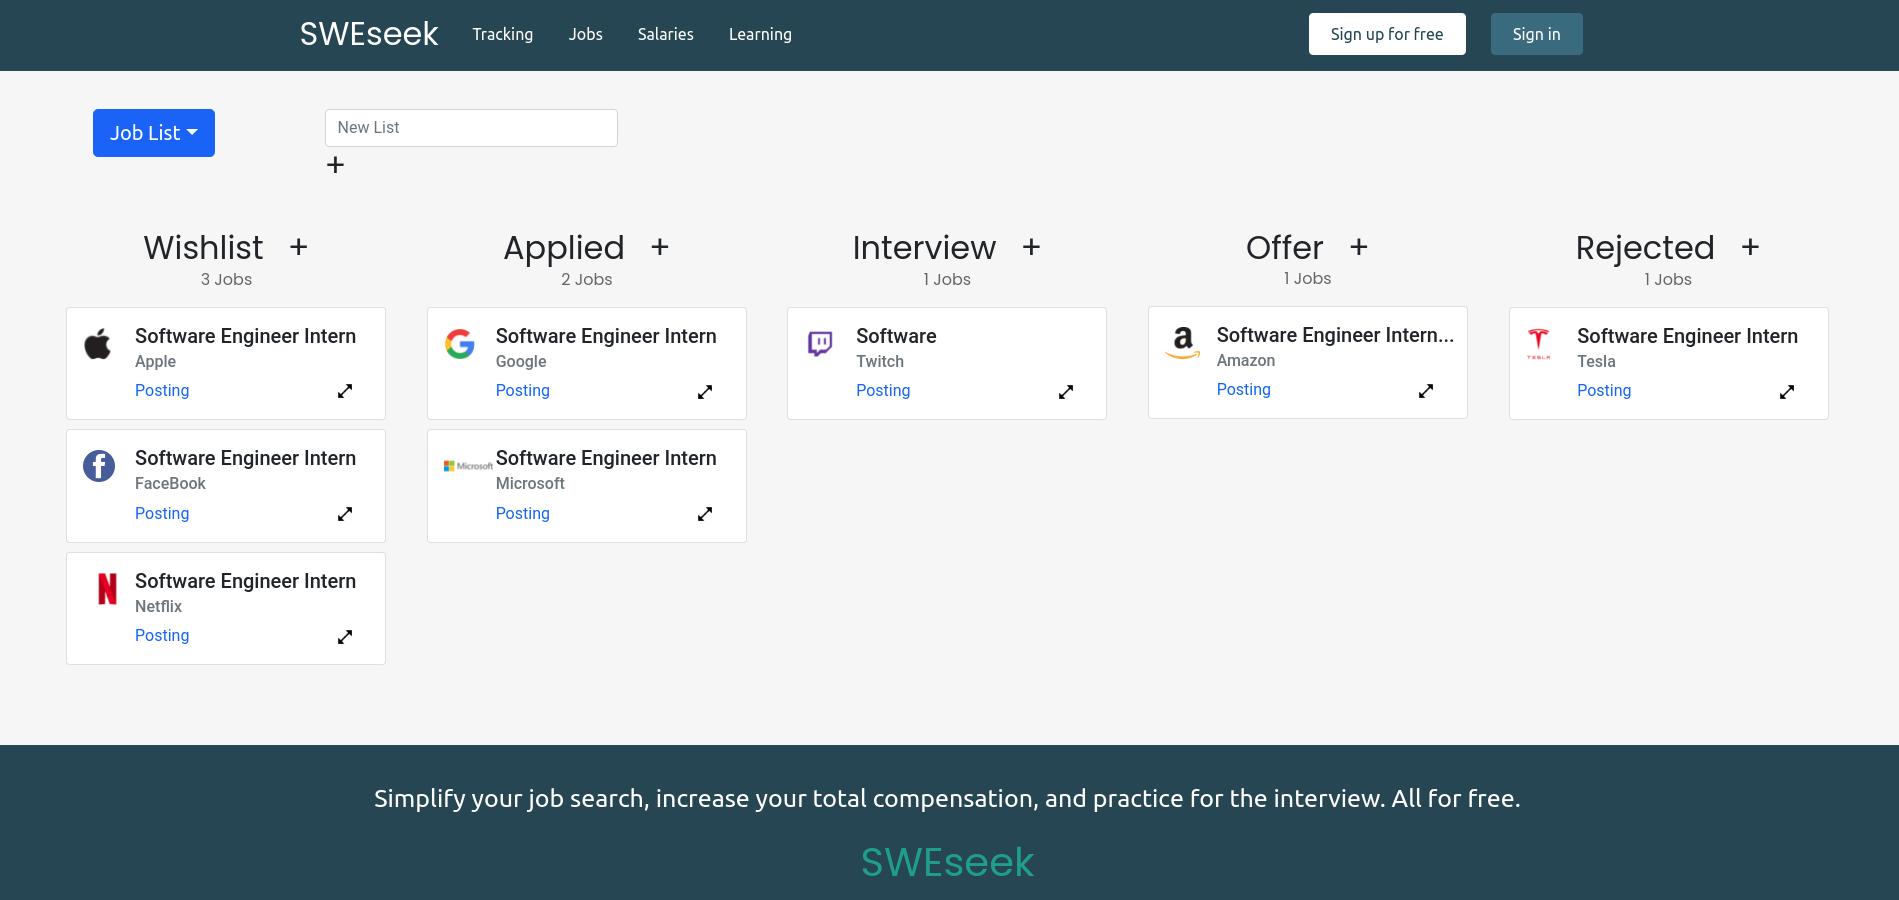 SWEseek Tracking Jobs Salaries Learning Sign up for free Sign in
Job List New List
+
Wishlist + Applied + Interview + Offer + Rejected +
3 Jobs 2 Jobs 1 Jobs 1 Jobs 1 Jobs
Software Engineer Intern
Apple
Posting
Software Engineer Intern
FaceBook
Posting
Software Engineer Intern
Netflix
Posting
Software Engineer Intern
Google
Posting
Microsoft Software Engineer Intern
Microsoft
Posting
Software
Twitch
Posting
Software Engineer Intern...
Amazon
Posting
TESLA
Software Engineer Intern
Tesla
Posting
Simplify your job search, increase your total compensation, and practice for the interview. All for free.
SWEseek